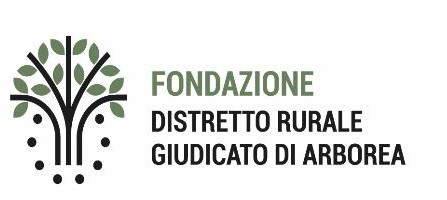 FONDAZIONE
DISTRETTO RURALE
GIUDICATO DI ARBOREA